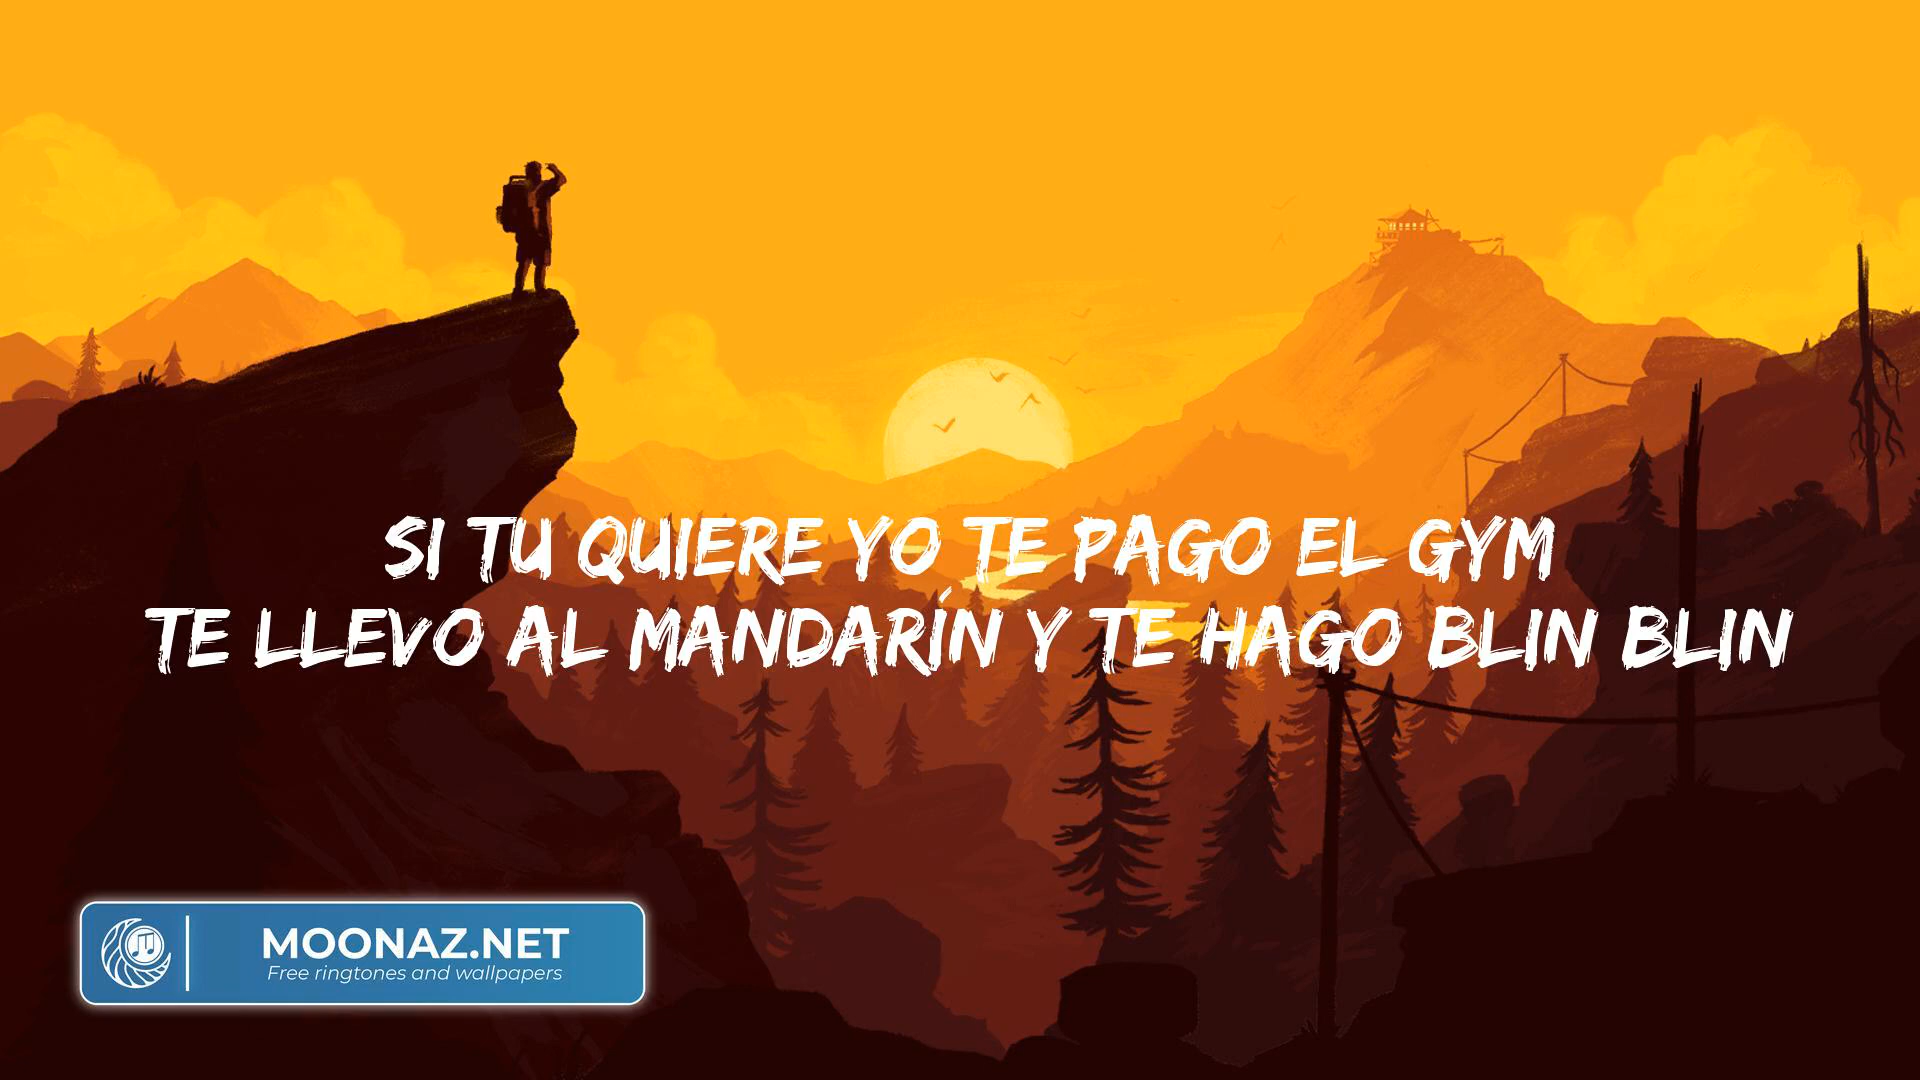 SI TU QUIERE YO TE PAGO EL GYM
TE LLEVO AL MANDARÍN Y TE HAGO BLIN BLIN
MOONAZ.NET
Free ringtones and wallpapers